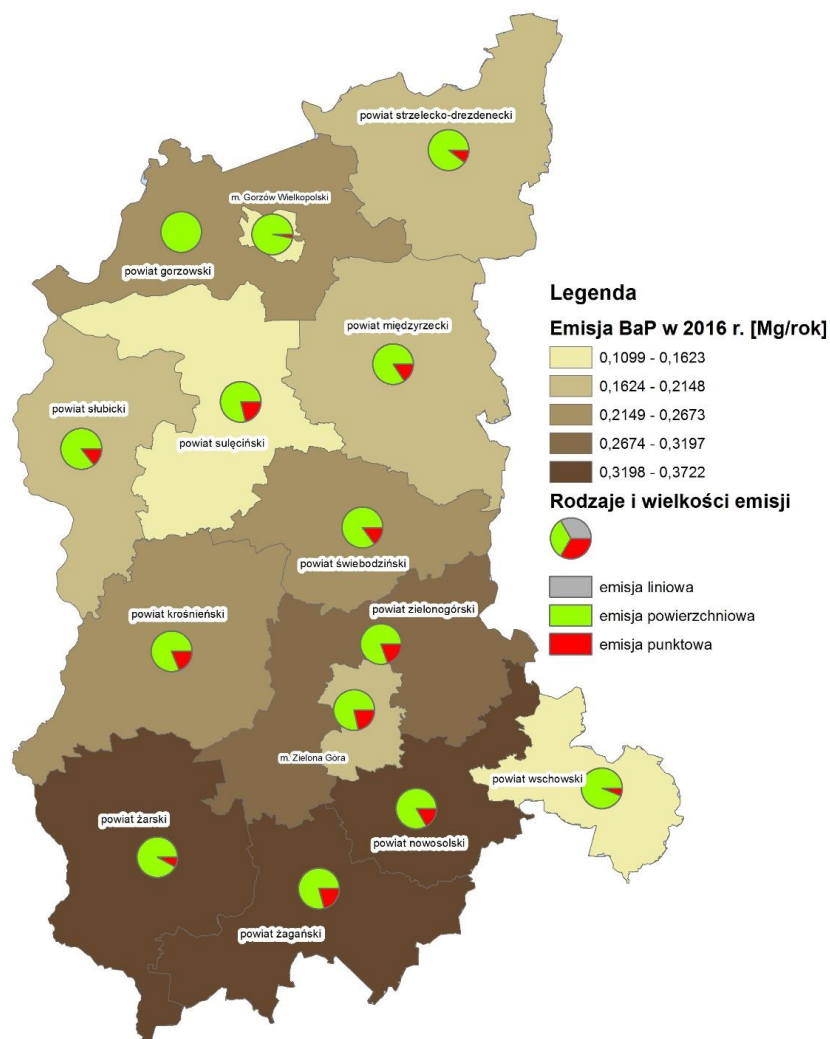 powiat strzelecko-drezdenecki
m. Gorzów Wielkopolski
powiat gorzowski
powiat międzyrzecki
powiat słubicki
powiat sulęciński
powiat świebodziński
powiat krośnieński
powiat zielonogórski
m. Zielona Góra
powiat wschowski
powiat żarski
powiat nowosolski
powiat żagański
Legenda
Emisja BaP w 2016 r. [Mg/rok]
0,1099 - 0,1623
0,1624 - 0,2148
0,2149 - 0,2673
0,2674 - 0,3197
0,3198 - 0,3722
Rodzaje i wielkości emisji
emisja liniowa
emisja powierzchniowa
emisja punktowa